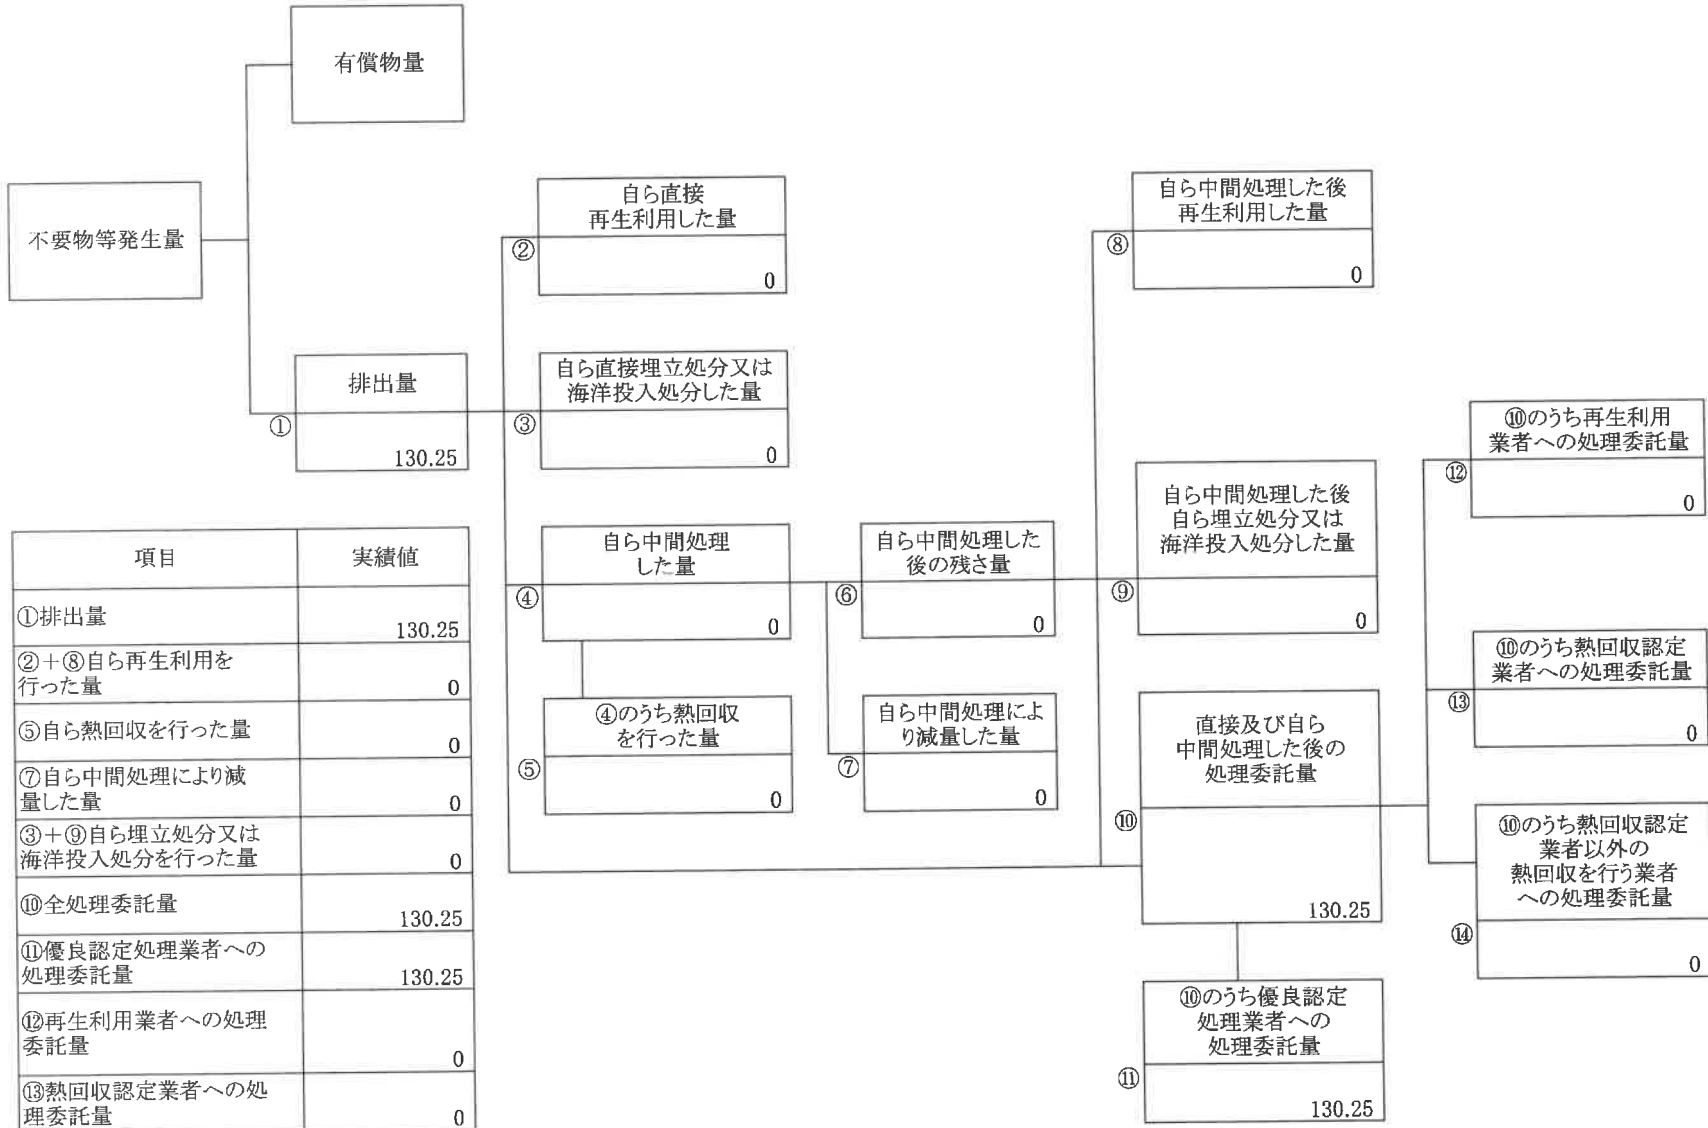 有償物量
不要物等発生量
排出量
①
130.25
自ら直接
再生利用した量
②
0
自ら直接埋立処分又は
海洋投入処分した量
③
0
自ら中間処理
した量
④
0
④のうち熱回収
を行った量
⑤
0
自ら中間処理した
後の残さ量
⑥
0
自ら中間処理によ
り減量した量
⑦
0
自ら中間処理した後
再生利用した量
⑧
0
自ら中間処理した後
自ら埋立処分又は
海洋投入処分した量
⑨
0
直接及び自ら
中間処理した後の
処理委託量
⑩
130.25
⑩のうち優良認定
処理業者への
処理委託量
⑪
130.25
⑩のうち再生利用
業者への処理委託量
⑫
0
⑩のうち熱回収認定
業者への処理委託量
⑬
0
⑩のうち熱回収認定
業者以外の
熱回収を行う業者
への処理委託量
⑭
0
項目 実績値
①排出量 130.25
②+⑧自ら再生利用を
行った量 0
⑤自ら熱回収を行った量 0
⑦自ら中間処理により減
量した量 0
③+⑨自ら埋立処分又は
海洋投入処分を行った量 0
⑩全処理委託量 130.25
⑪優良認定処理業者への
処理委託量 130.25
⑫再生利用業者への処理
委託量 0
⑬熱回収認定業者への処
理委託量 0